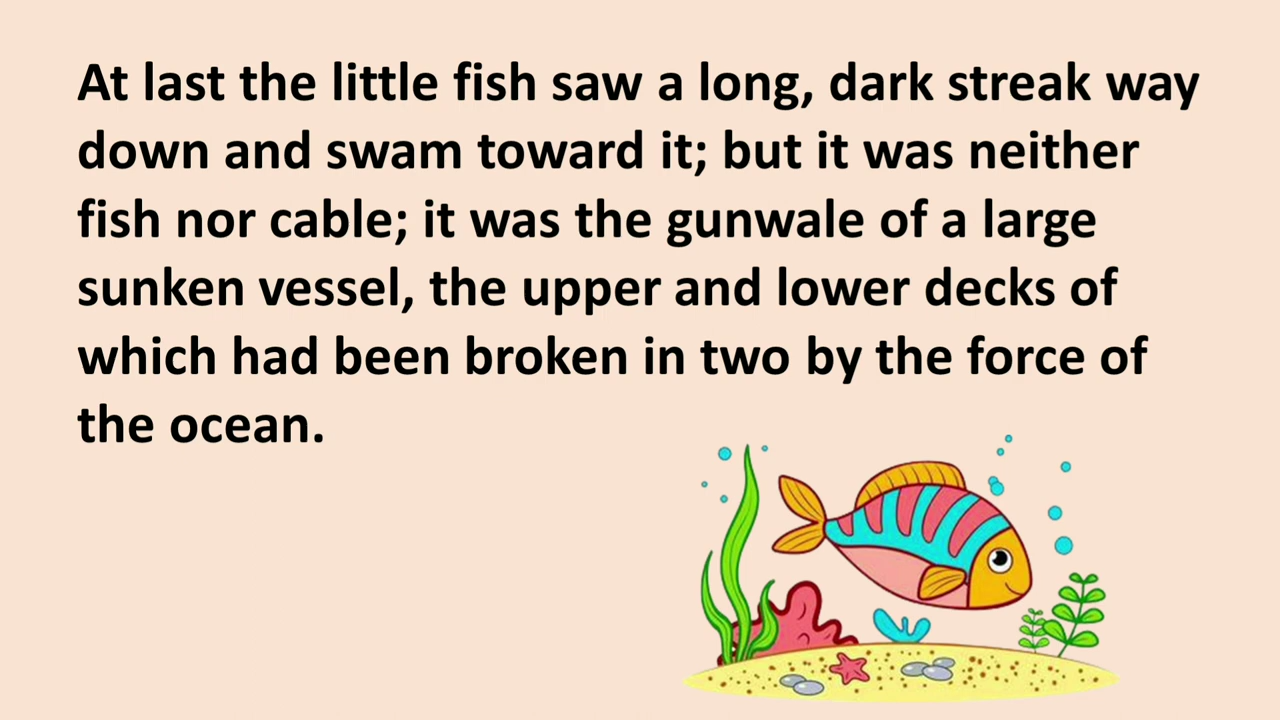 At last the little fish saw a long, dark streak way
down and swam toward it; but it was neither
fish nor cable; it was the gunwale of a large
sunken vessel, the upper and lower decks of
which had been broken in two by the force of
the ocean.